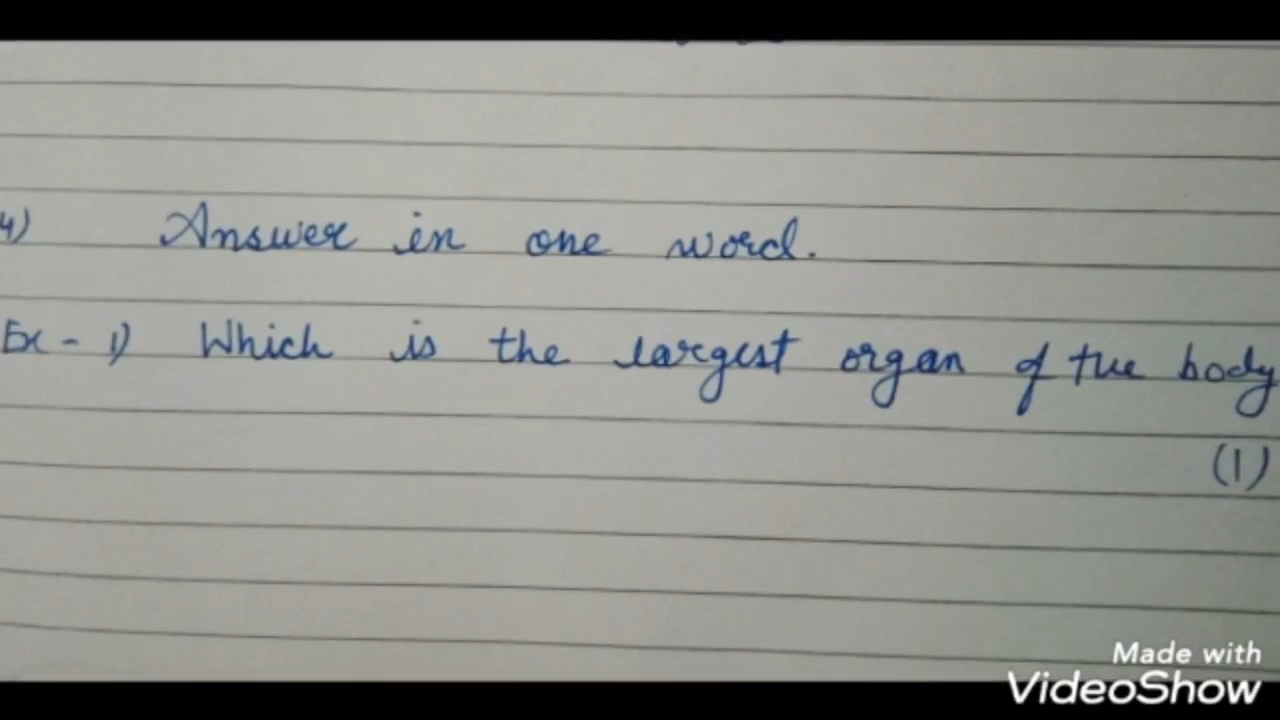 4) Answer in one word.
Ex - 1) Which is the largest organ of the body
(1)
Made with
VideoShow